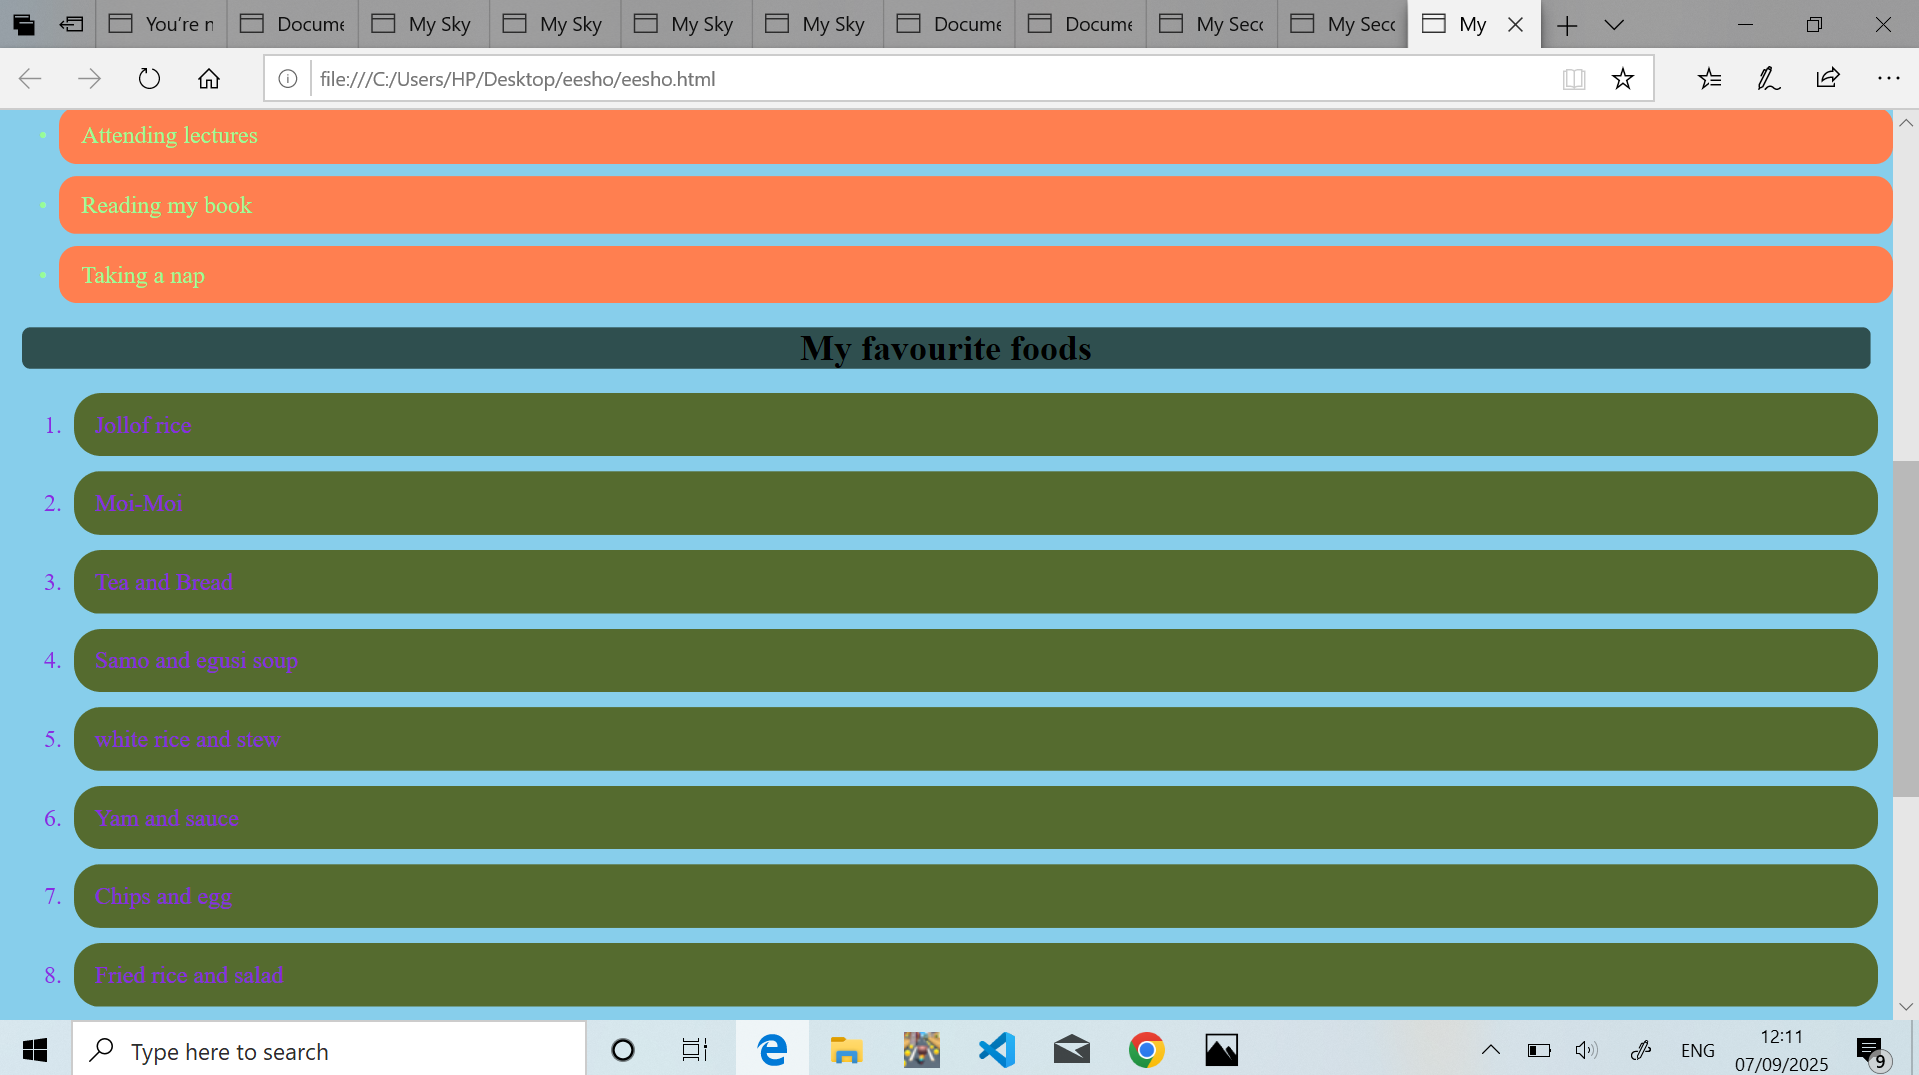 You're n
Docume
My Sky
My Sky
My Sky
My Sky
Docume
Docume
My Seco
My Seco
My
file:///C:/Users/HP/Desktop/eesho/eesho.html
• Attending lectures
• Reading my book
• Taking a nap
My favourite foods
1. Jollof rice
2. Moi-Moi
3. Tea and Bread
4. Samo and egusi soup
5. white rice and stew
6. Yam and sauce
7. Chips and egg
8. Fried rice and salad
Type here to search
ENG
12:11
07/09/2025
9